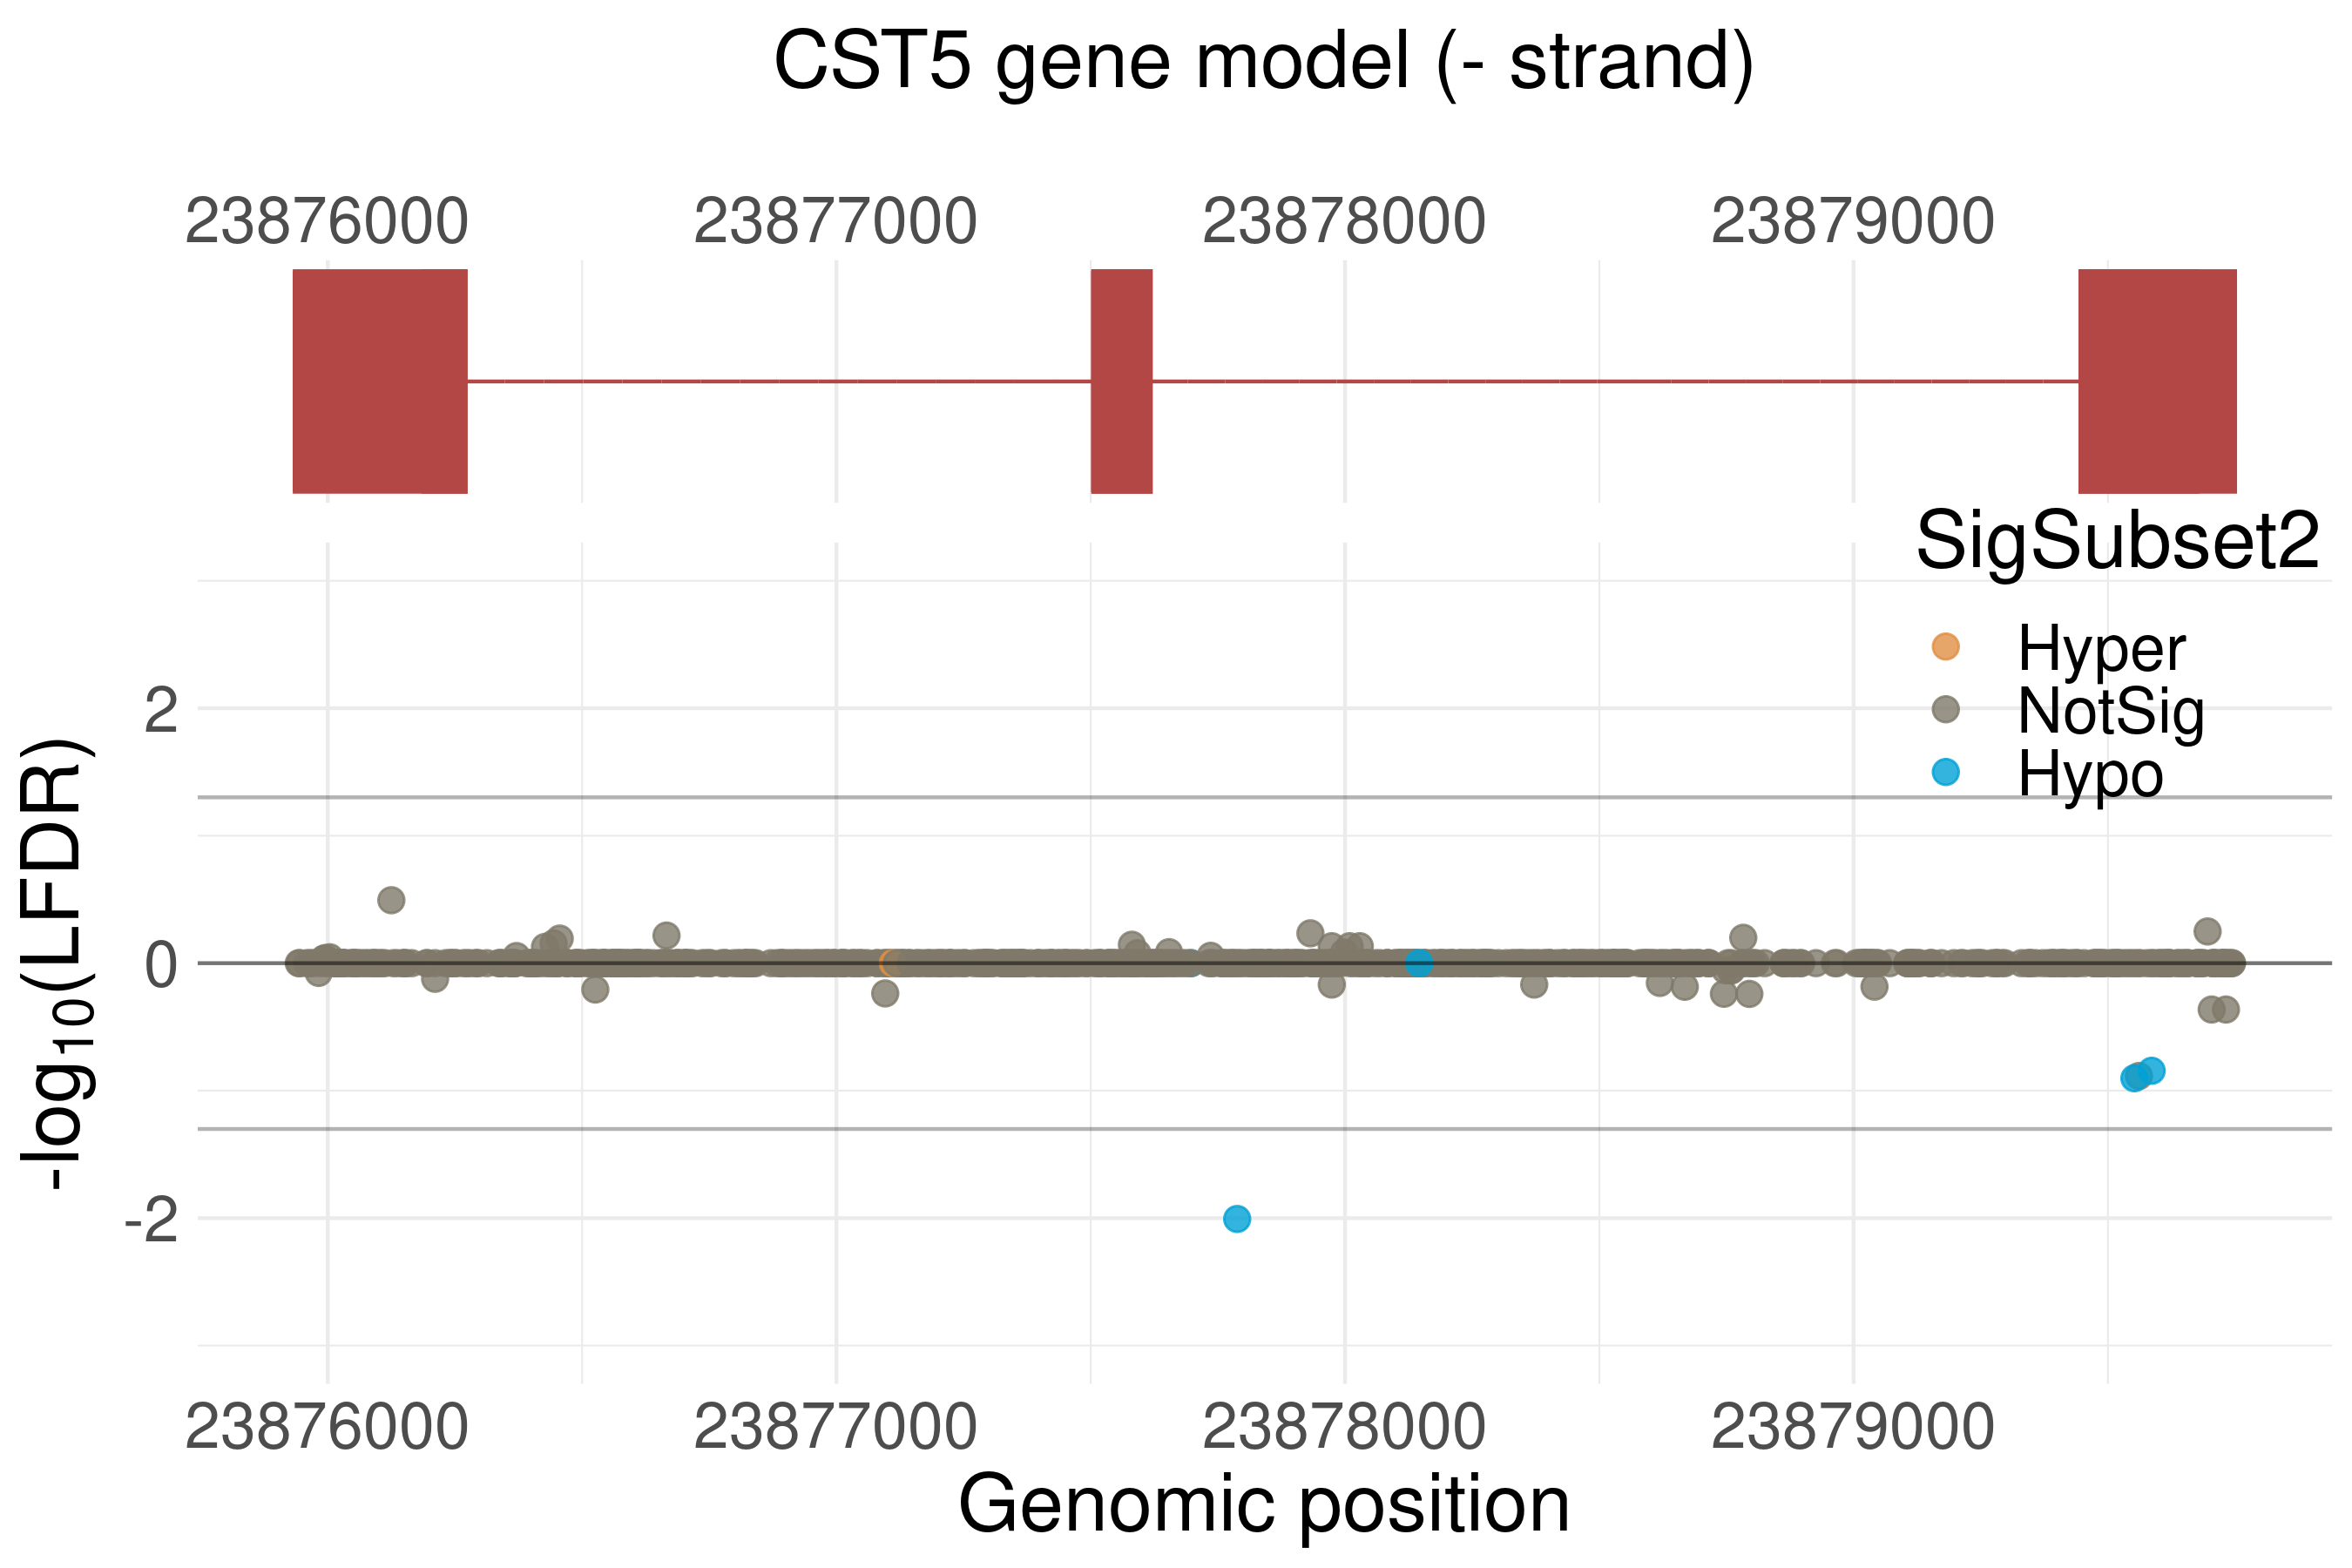 CST5 gene model (- strand)
23876000 23877000 23878000 23879000
SigSubset2
Hyper
NotSig
Hypo
2
0
-2
-log10(LFDR)
23876000 23877000 23878000 23879000
Genomic position